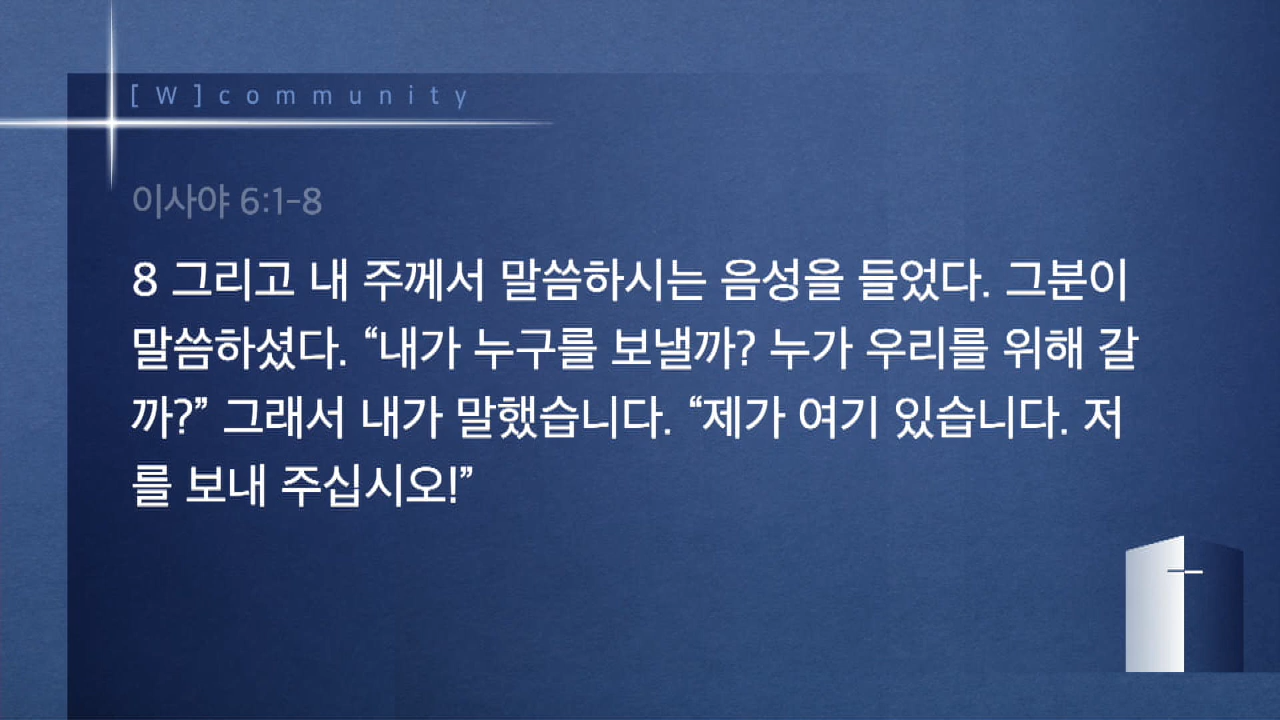 [W]community
이사야 6:1-8
8 그리고 내 주께서 말씀하시는 음성을 들었다. 그분이
말씀하셨다. “내가 누구를 보낼까? 누가 우리를 위해 갈
까?” 그래서 내가 말했습니다. “제가 여기 있습니다. 저
를 보내 주십시오!”